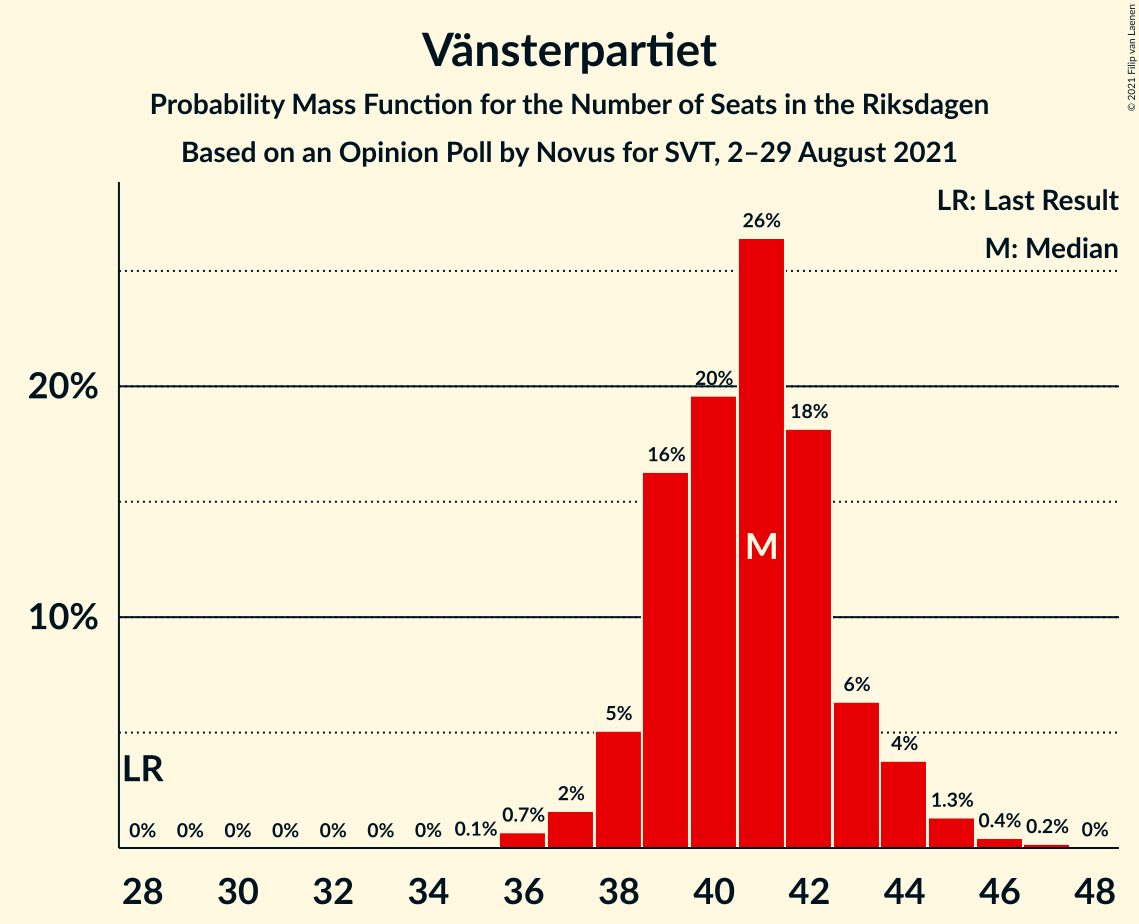 Vänsterpartiet
Probability Mass Function for the Number of Seats in the Riksdagen
Based on an Opinion Poll by Novus for SVT, 2–29 August 2021
© 2021 Filip van Laenen
LR: Last Result
M: Median
26%
20%
20%
18%
16%
M
10%
6%
5%
4%
LR
2%
0% 0% 0% 0% 0% 0% 0% 0.1% 0.7% 1.3% 0.4% 0.2% 0%
28 30 32 34 36 38 40 42 44 46 48